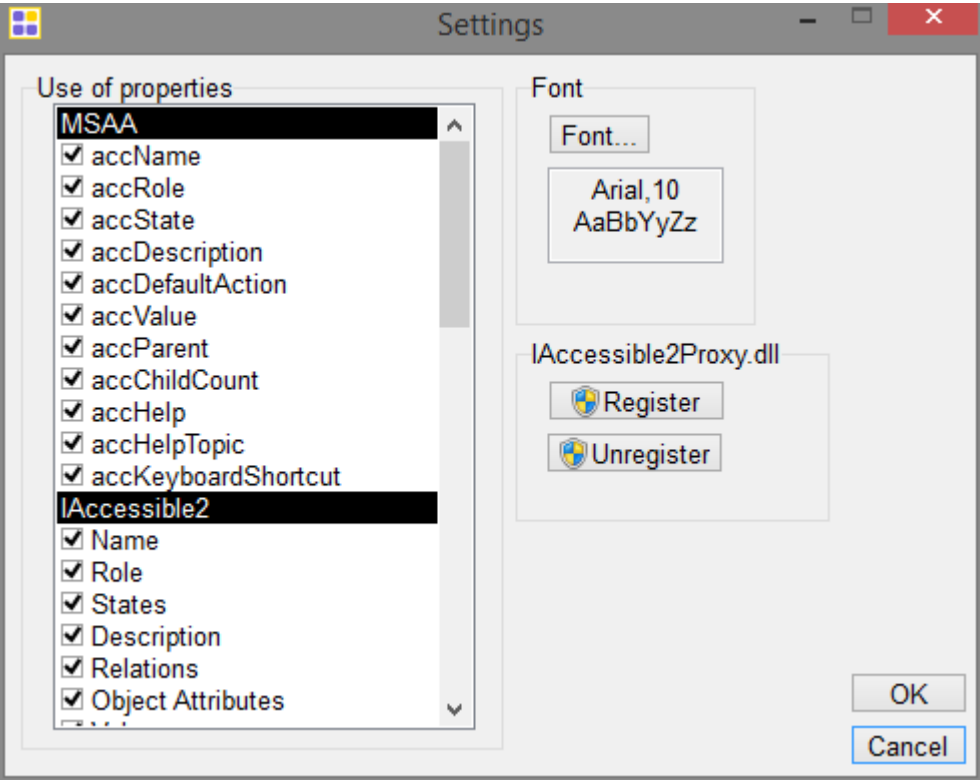 Settings
Use of properties
MSAA
accName
accRole
accState
accDescription
accDefaultAction
accValue
accParent
accChildCount
accHelp
accHelpTopic
accKeyboardShortcut
IAccessible2
Name
Role
States
Description
Relations
Object Attributes
Font
Font...
Arial,10
AaBbYyZz
IAccessible2Proxy.dll
Register
Unregister
OK
Cancel